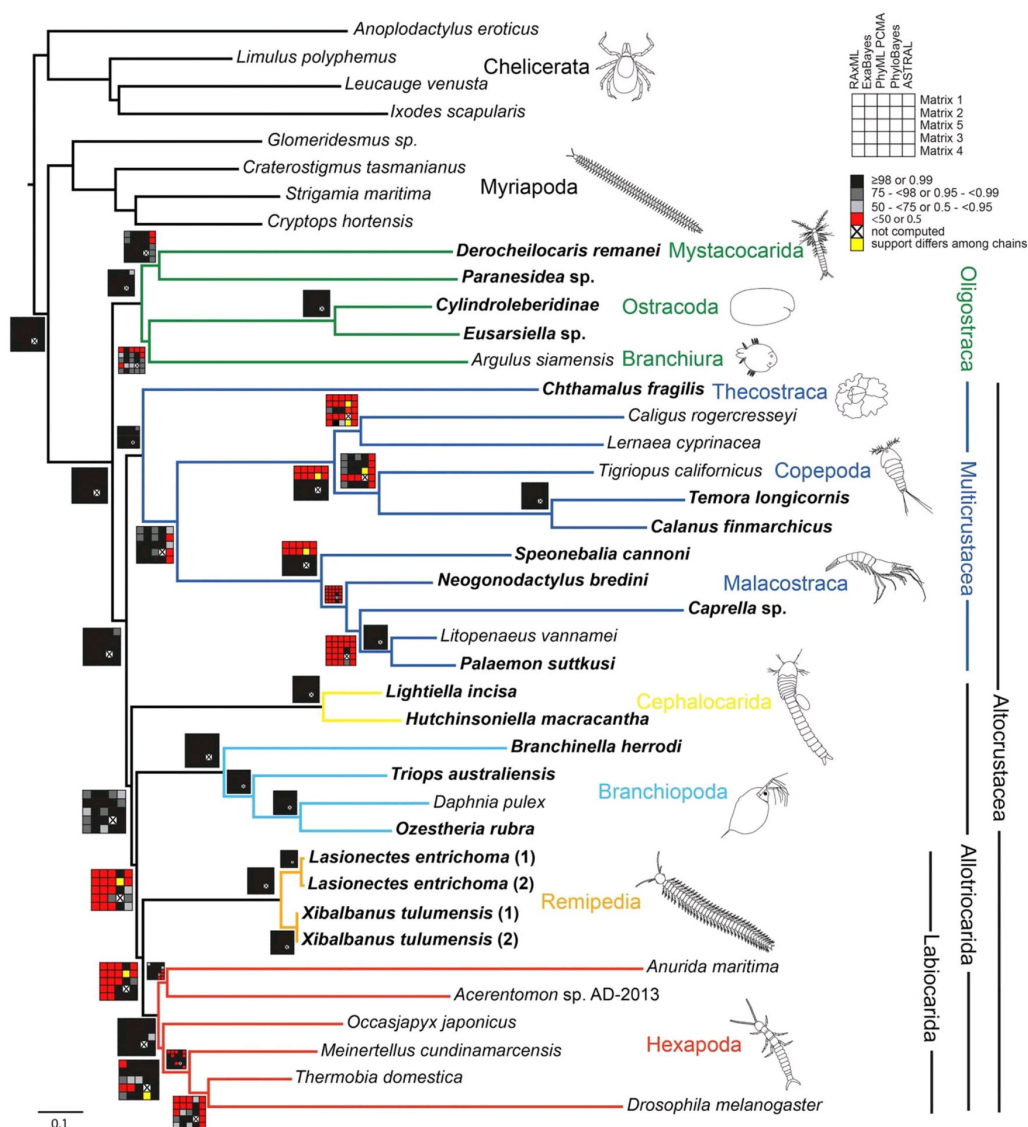 Anoplodactylus eroticus
Limulus polyphemus
Chelicerata
Leucauge venusta
Ixodes scapularis
RAxML
ExaBayes
PhyML PCMA
PhyloBayes
ASTRAL
Matrix 1
Matrix 2
Matrix 5
Matrix 3
Matrix 4
≥98 or 0.99
75 - <98 or 0.95 - <0.99
50 - <75 or 0.5 - <0.95
<50 or 0.5
not computed
support differs among chains
Glomeridesmus sp.
Craterostigmus tasmanianus
Strigamia maritima
Myriapoda
Cryptops hortensis
Derocheilocaris remanei
Mystacocarida
Paranesidea sp.
Cylindroleberidinae
Ostracoda
Eusarsiella sp.
Argulus siamensis
Branchiura
Oligostraca
Chthamalus fragilis
Thecostraca
Caligus rogercresseyi
Lernaea cyprinacea
Tigriopus californicus
Copepoda
Temora longicornis
Calanus finmarchicus
Speonebalia cannoni
Neogonodactylus bredini
Malacostraca
Caprella sp.
Litopenaeus vannamei
Palaemon suttkusi
Multicrustacea
Lightiella incisa
Cephalocarida
Hutchinsoniella macracantha
Branchinella herrodi
Triops australiensis
Branchiopoda
Daphnia pulex
Ozestheria rubra
Altocrustacea
Lasionectes entrichoma (1)
Lasionectes entrichoma (2)
Remipedia
Xibalbanus tulumensis (1)
Xibalbanus tulumensis (2)
Allotriocarida
Labiocarida
Anurida maritima
Acerentomon sp. AD-2013
Occasjapyx japonicus
Hexapoda
Meinertellus cundinamarcensis
Thermobia domestica
Drosophila melanogaster
0.1